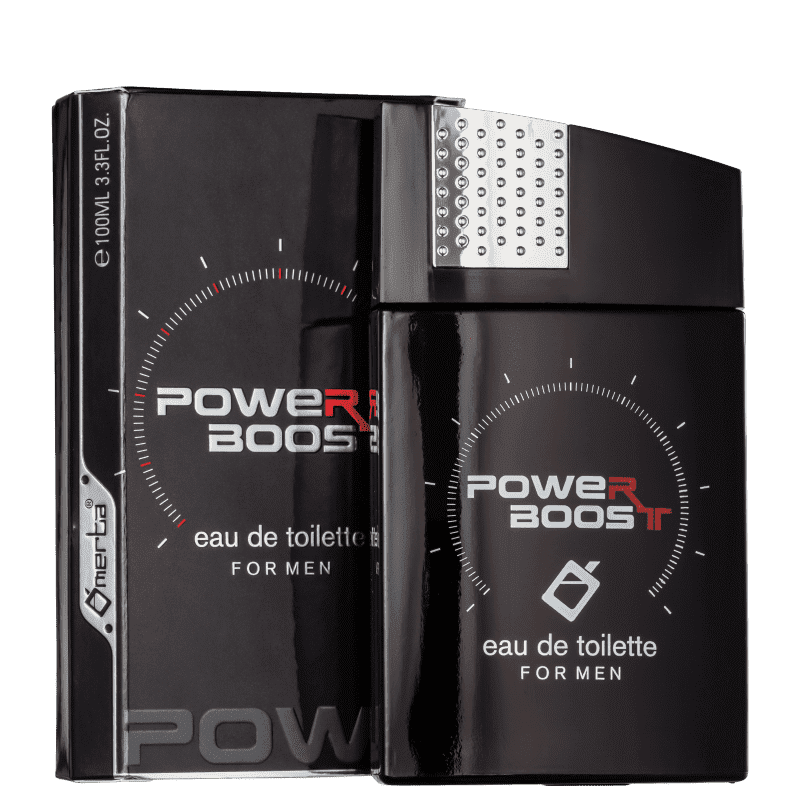 ℮100ML 3.3FL.OZ.
Omerta®
POWER
BOOST
eau de toilette
FOR MEN
POW
POWER
BOOST
eau de toilette
FOR MEN